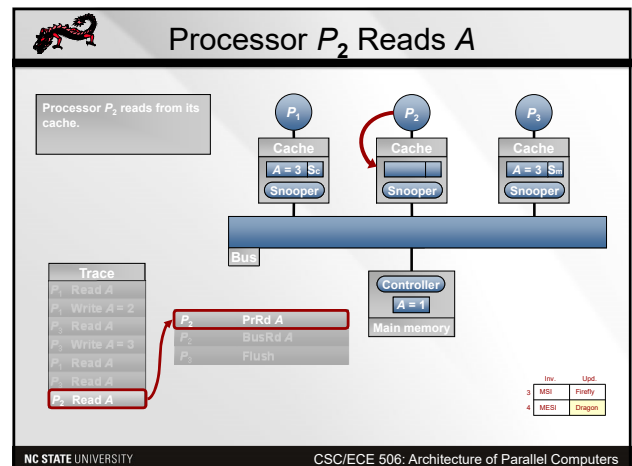 Processor P2 Reads A
Processor P2 reads from its
cache.
P1
P2
P3
Cache
Cache
Cache
A = 3 Sc
A = 3 Sm
Snooper
Snooper
Snooper
Bus
Trace
P1 Read A
P1 Write A = 2
P3 Read A
P3 Write A = 3
P1 Read A
P3 Read A
P2 Read A
P2 PrRd A
P2 BusRd A
P3 Flush
Controller
A = 1
Main memory
Inv. Upd.
3 MSI Firefly
4 MESI Dragon
NC STATE UNIVERSITY
CSC/ECE 506: Architecture of Parallel Computers